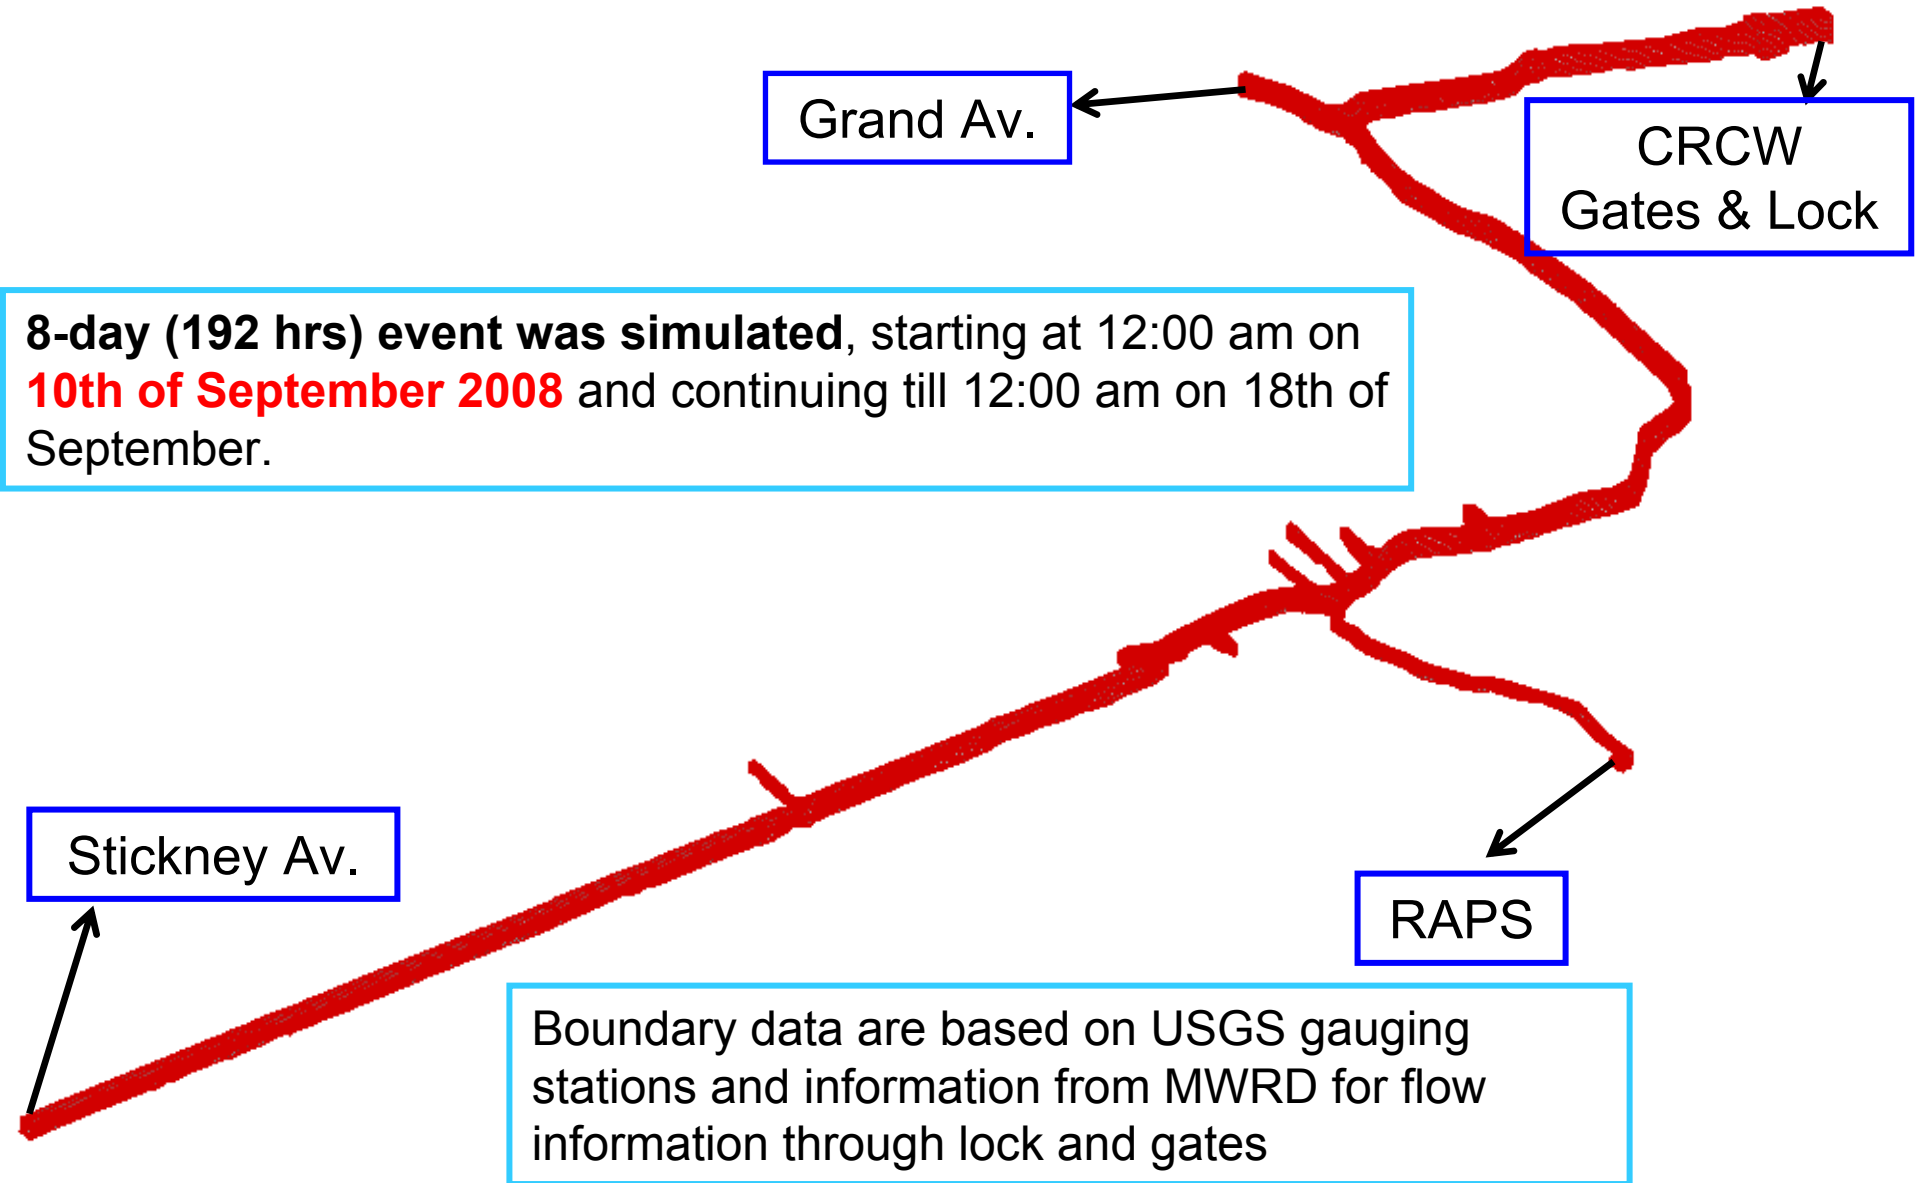 Grand Av.
CRCW
Gates & Lock
8-day (192 hrs) event was simulated, starting at 12:00 am on
10th of September 2008 and continuing till 12:00 am on 18th of
September.
Stickney Av.
RAPS
Boundary data are based on USGS gauging
stations and information from MWRD for flow
information through lock and gates